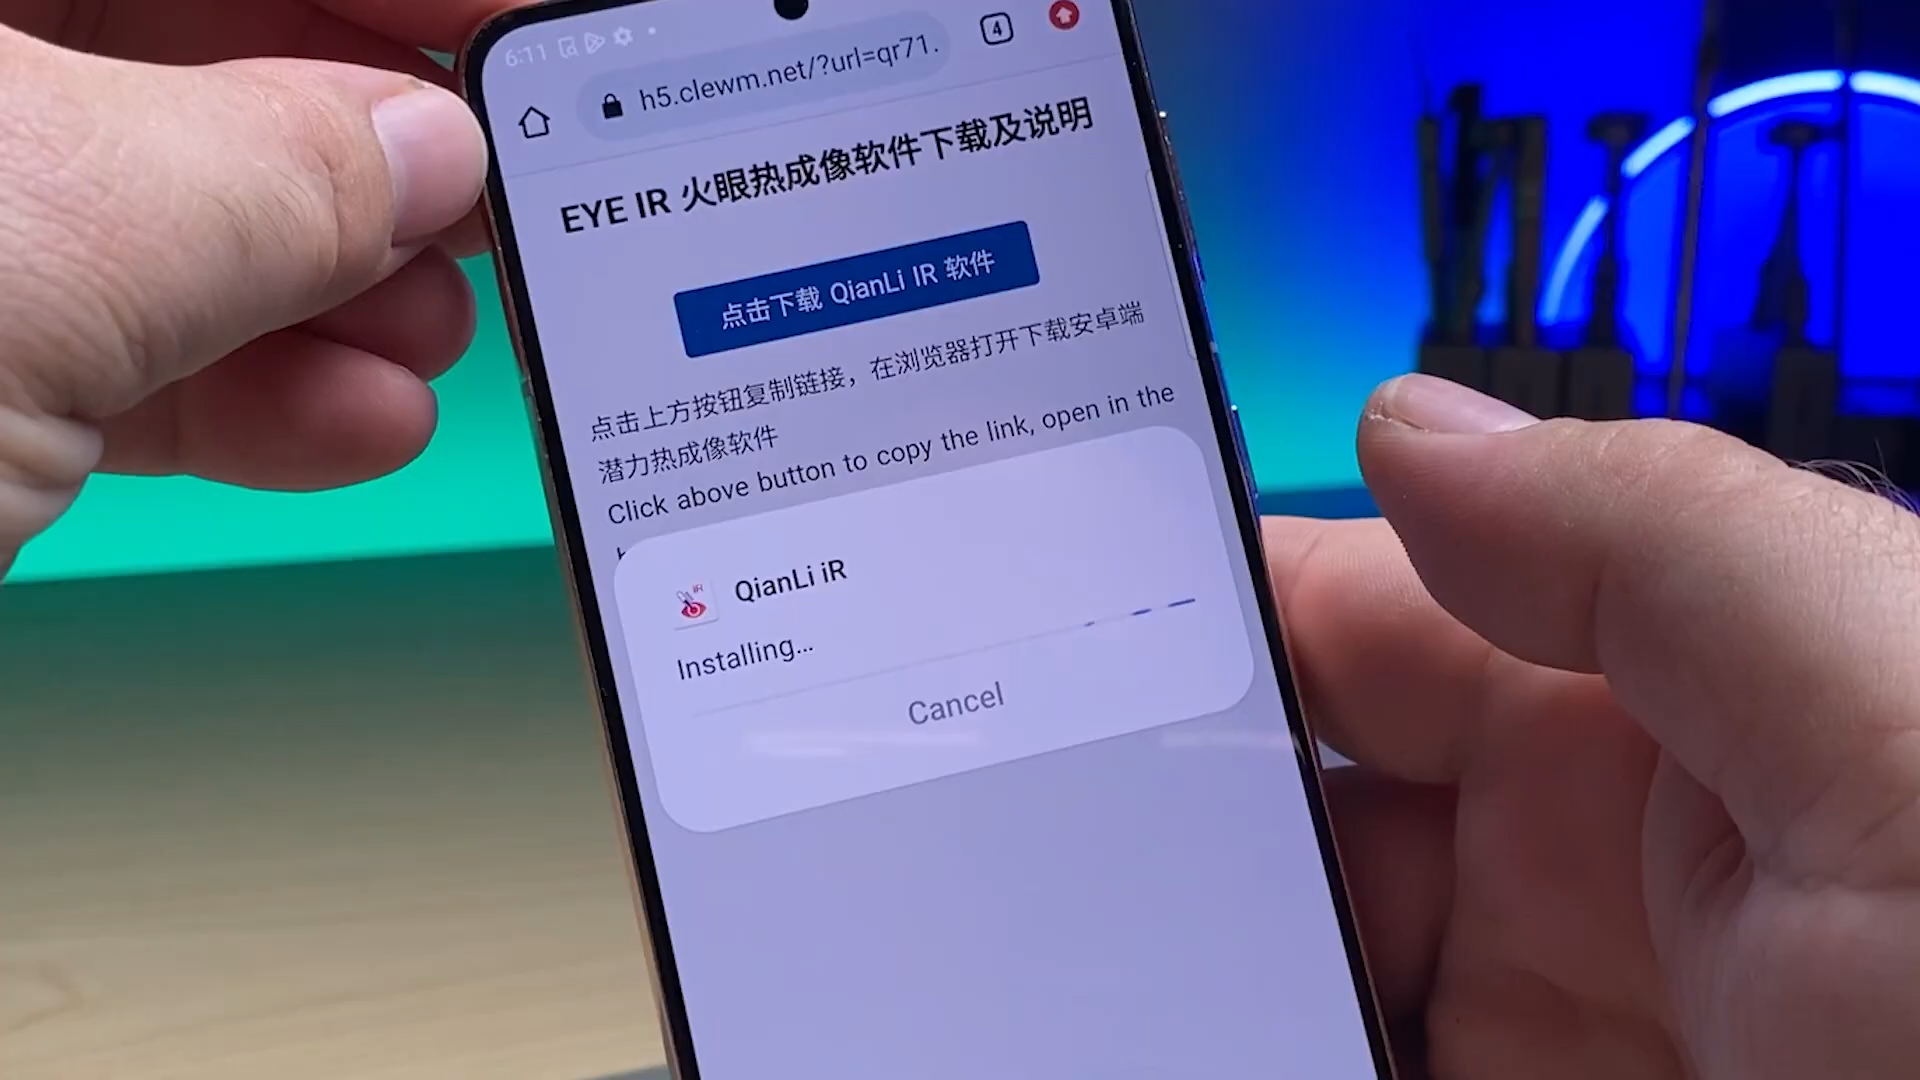 6:11
4
h5.clewm.net/?url=qr71.
EYE IR 火眼热成像软件下载及说明
点击下载 QianLi IR 软件
点击上方按钮复制链接，在浏览器打开下载安卓端
潜力热成像软件
Click above button to copy the link, open in the
iR
QianLi iR
Installing...
Cancel